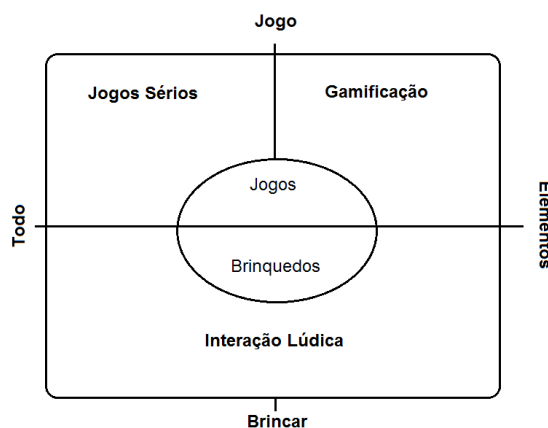 Jogo
Jogos Sérios
Gamificação
Jogos
Todo
Elementos
Brinquedos
Interação Lúdica
Brincar